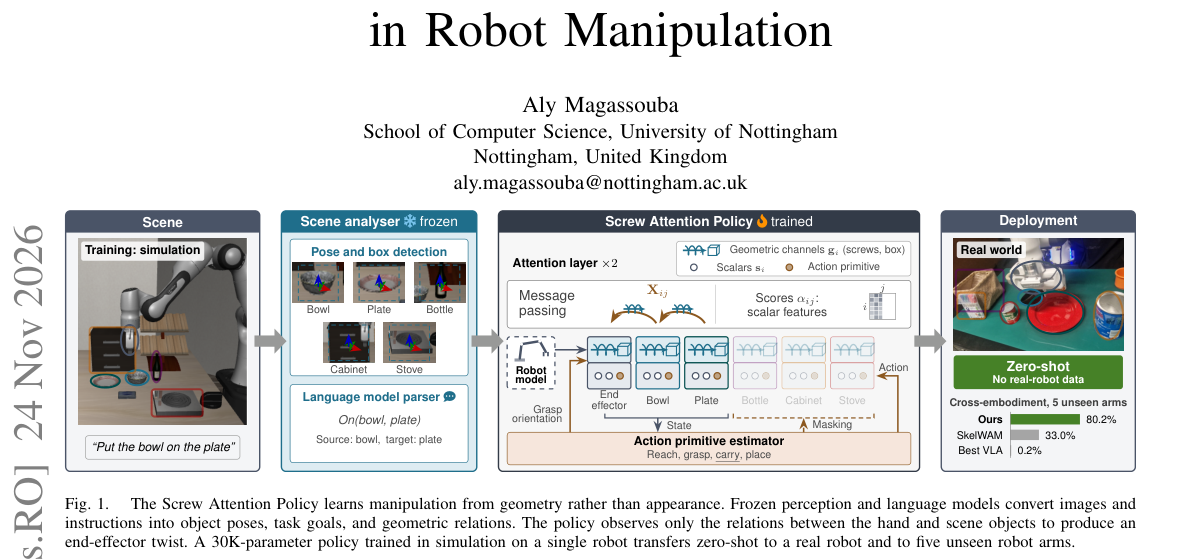 in Robot Manipulation
Aly Magassouba
School of Computer Science, University of Nottingham
Nottingham, United Kingdom
aly.magassouba@nottingham.ac.uk
s.RO] 24 Nov 2026
Scene
Training: simulation
“Put the bowl on the plate”
Scene analyser frozen
Pose and box detection
Bowl
Plate
Bottle
Cabinet
Stove
Language model parser
On(bowl, plate)
Source: bowl, target: plate
Screw Attention Policy trained
Attention layer ×2
Geometric channels gᵢ (screws, box)
Scalars sᵢ
Action primitive
Message
passing
Xᵢⱼ
Scores αᵢⱼ:
scalar features
j
i
Robot
model
Grasp
orientation
End
effector
Bowl
Plate
Bottle
Cabinet
Stove
Action
State
Masking
Action primitive estimator
Reach, grasp, carry, place
Deployment
Real world
Zero-shot
No real-robot data
Cross-embodiment, 5 unseen arms
Ours 80.2%
SkelWAM 33.0%
Best VLA 0.2%
Fig. 1. The Screw Attention Policy learns manipulation from geometry rather than appearance. Frozen perception and language models convert images and
instructions into object poses, task goals, and geometric relations. The policy observes only the relations between the hand and scene objects to produce an
end-effector twist. A 30K-parameter policy trained in simulation on a single robot transfers zero-shot to a real robot and to five unseen robot arms.